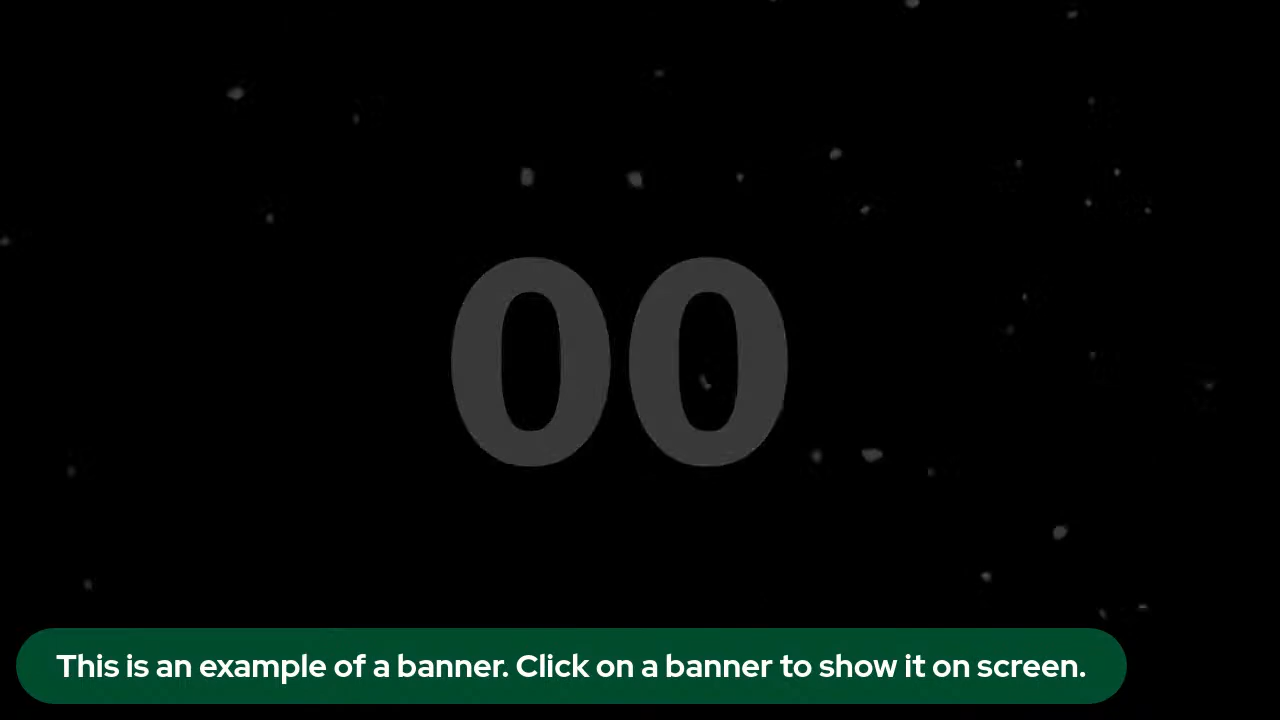 00
This is an example of a banner. Click on a banner to show it on screen.